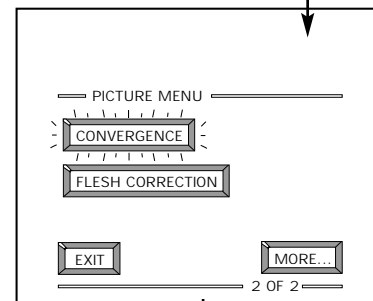 PICTURE MENU
CONVERGENCE
FLESH CORRECTION
EXIT MORE...
2 OF 2